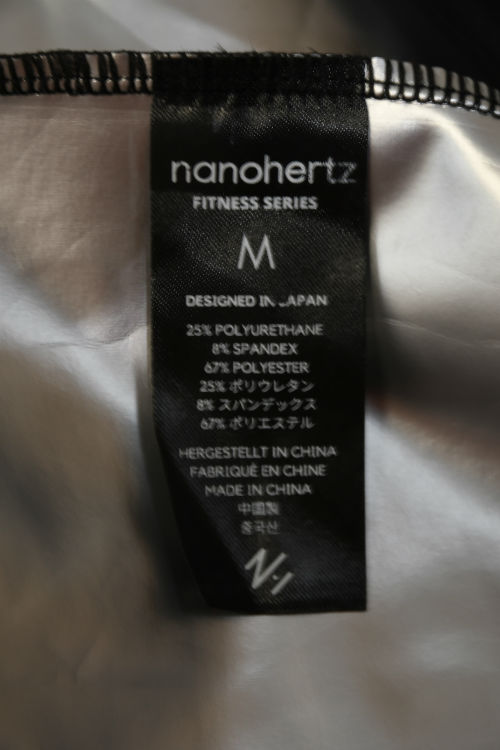 nanohertz
FITNESS SERIES
M
DESIGNED IN JAPAN
25% POLYURETHANE
8% SPANDEX
67% POLYESTER
25% ポリウレタン
8% スパンデックス
67% ポリエステル
HERGESTELLT IN CHINA
FABRIQUÉ EN CHINE
MADE IN CHINA
中国製
중국산